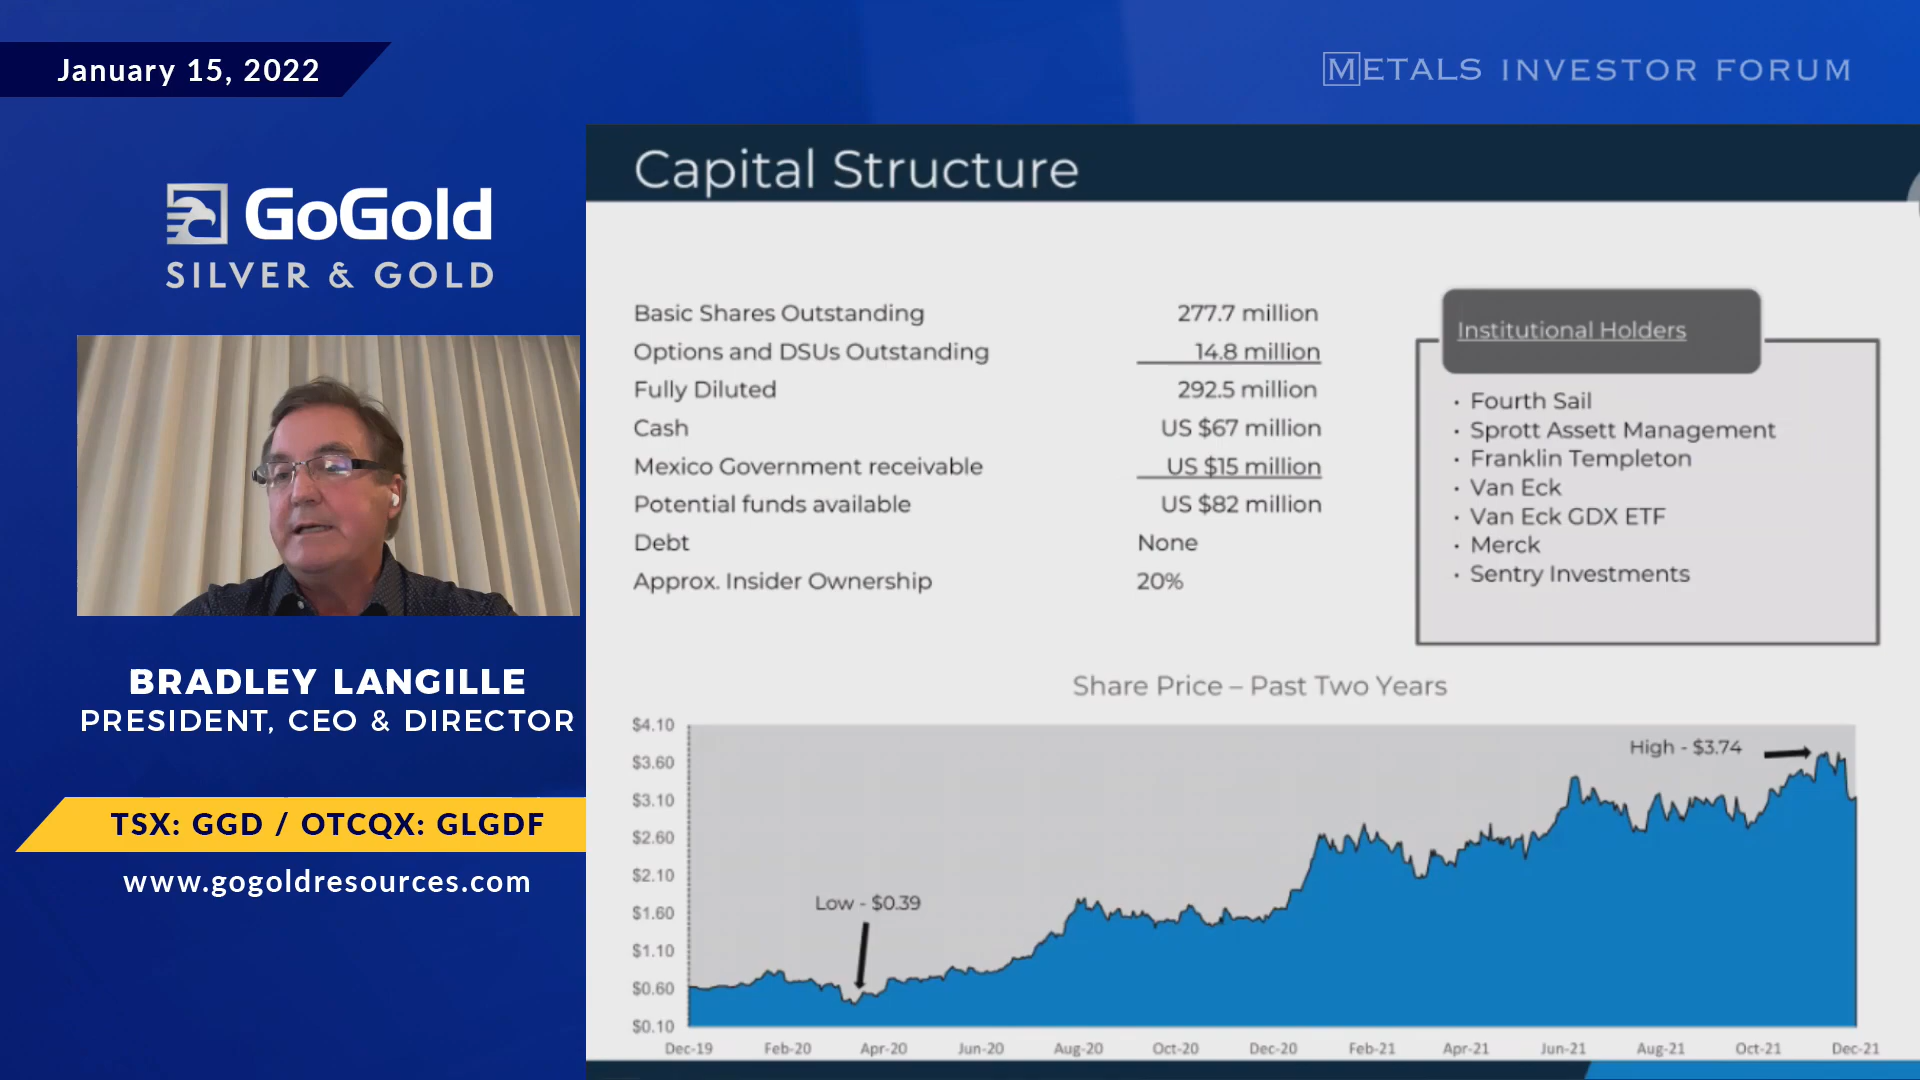 January 15, 2022
METALS INVESTOR FORUM
GoGold
SILVER & GOLD
BRADLEY LANGILLE
PRESIDENT, CEO & DIRECTOR
TSX: GGD / OTCQX: GLGDF
www.gogoldresources.com
Capital Structure
Basic Shares Outstanding 277.7 million
Options and DSUs Outstanding 14.8 million
Fully Diluted 292.5 million
Cash US $67 million
Mexico Government receivable US $15 million
Potential funds available US $82 million
Debt None
Approx. Insider Ownership 20%
Institutional Holders
• Fourth Sail
• Sprott Assett Management
• Franklin Templeton
• Van Eck
• Van Eck GDX ETF
• Merck
• Sentry Investments
Share Price – Past Two Years
$4.10
$3.60
$3.10
$2.60
$2.10
$1.60
$1.10
$0.60
$0.10
High - $3.74
Low - $0.39
Dec-19 Feb-20 Apr-20 Jun-20 Aug-20 Oct-20 Dec-20 Feb-21 Apr-21 Jun-21 Aug-21 Oct-21 Dec-21